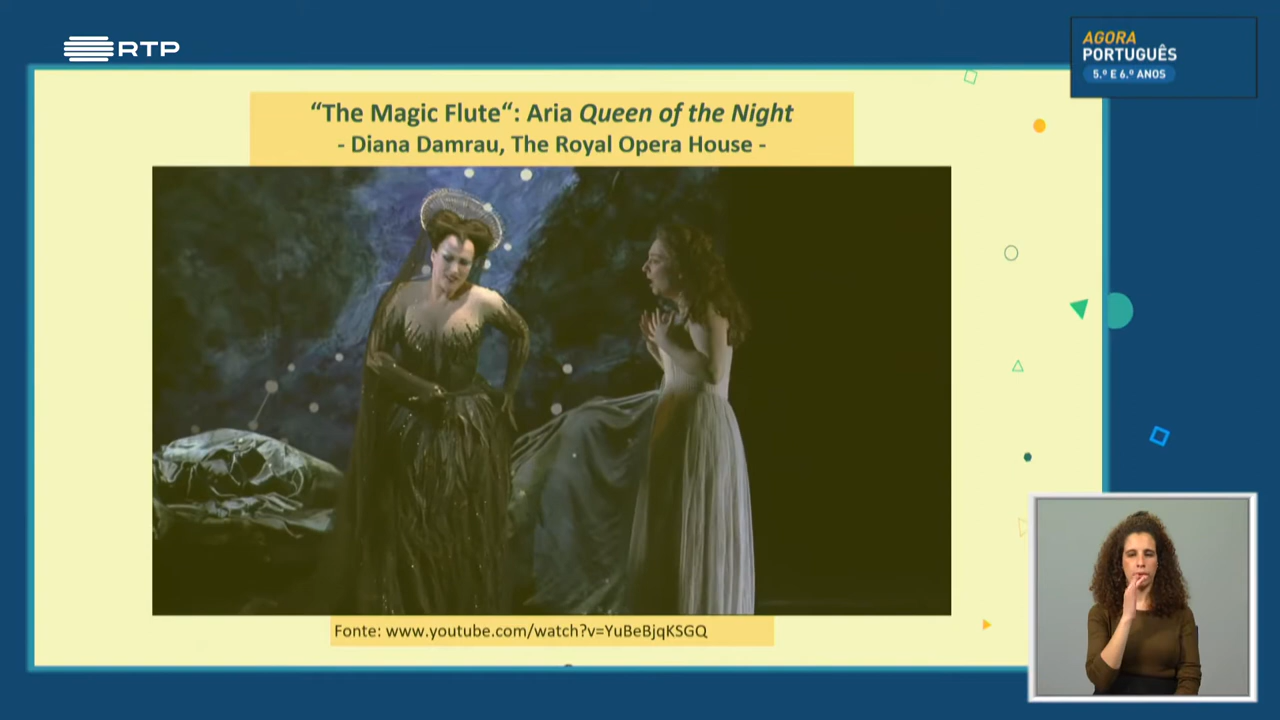 RTP
AGORA
PORTUGUÊS
5.º E 6.º ANOS
“The Magic Flute“: Aria Queen of the Night
- Diana Damrau, The Royal Opera House -
Fonte: www.youtube.com/watch?v=YuBeBjqKSGQ